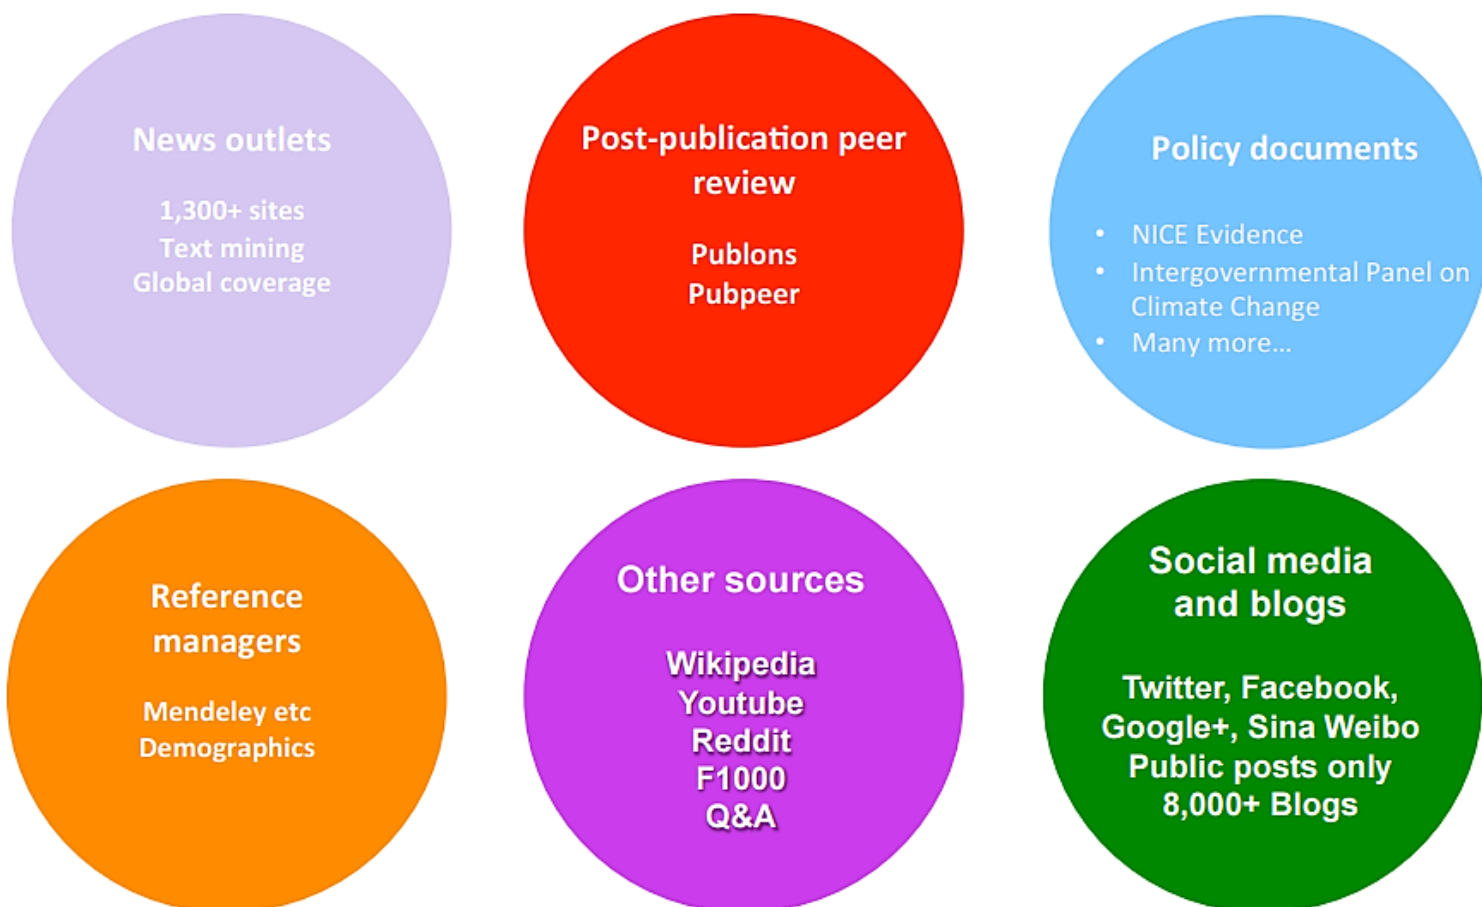 News outlets
1,300+ sites
Text mining
Global coverage
Post-publication peer
review
Publons
Pubpeer
Policy documents
• NICE Evidence
• Intergovernmental Panel on
Climate Change
• Many more...
Reference
managers
Mendeley etc
Demographics
Other sources
Wikipedia
Youtube
Reddit
F1000
Q&A
Social media
and blogs
Twitter, Facebook,
Google+, Sina Weibo
Public posts only
8,000+ Blogs